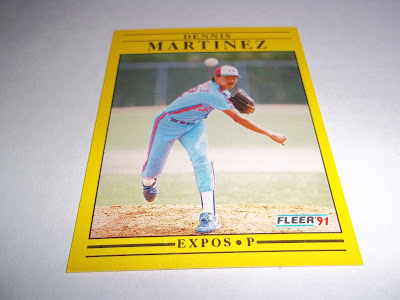 DENNIS
MARTINEZ
FLEER '91
EXPOS • P